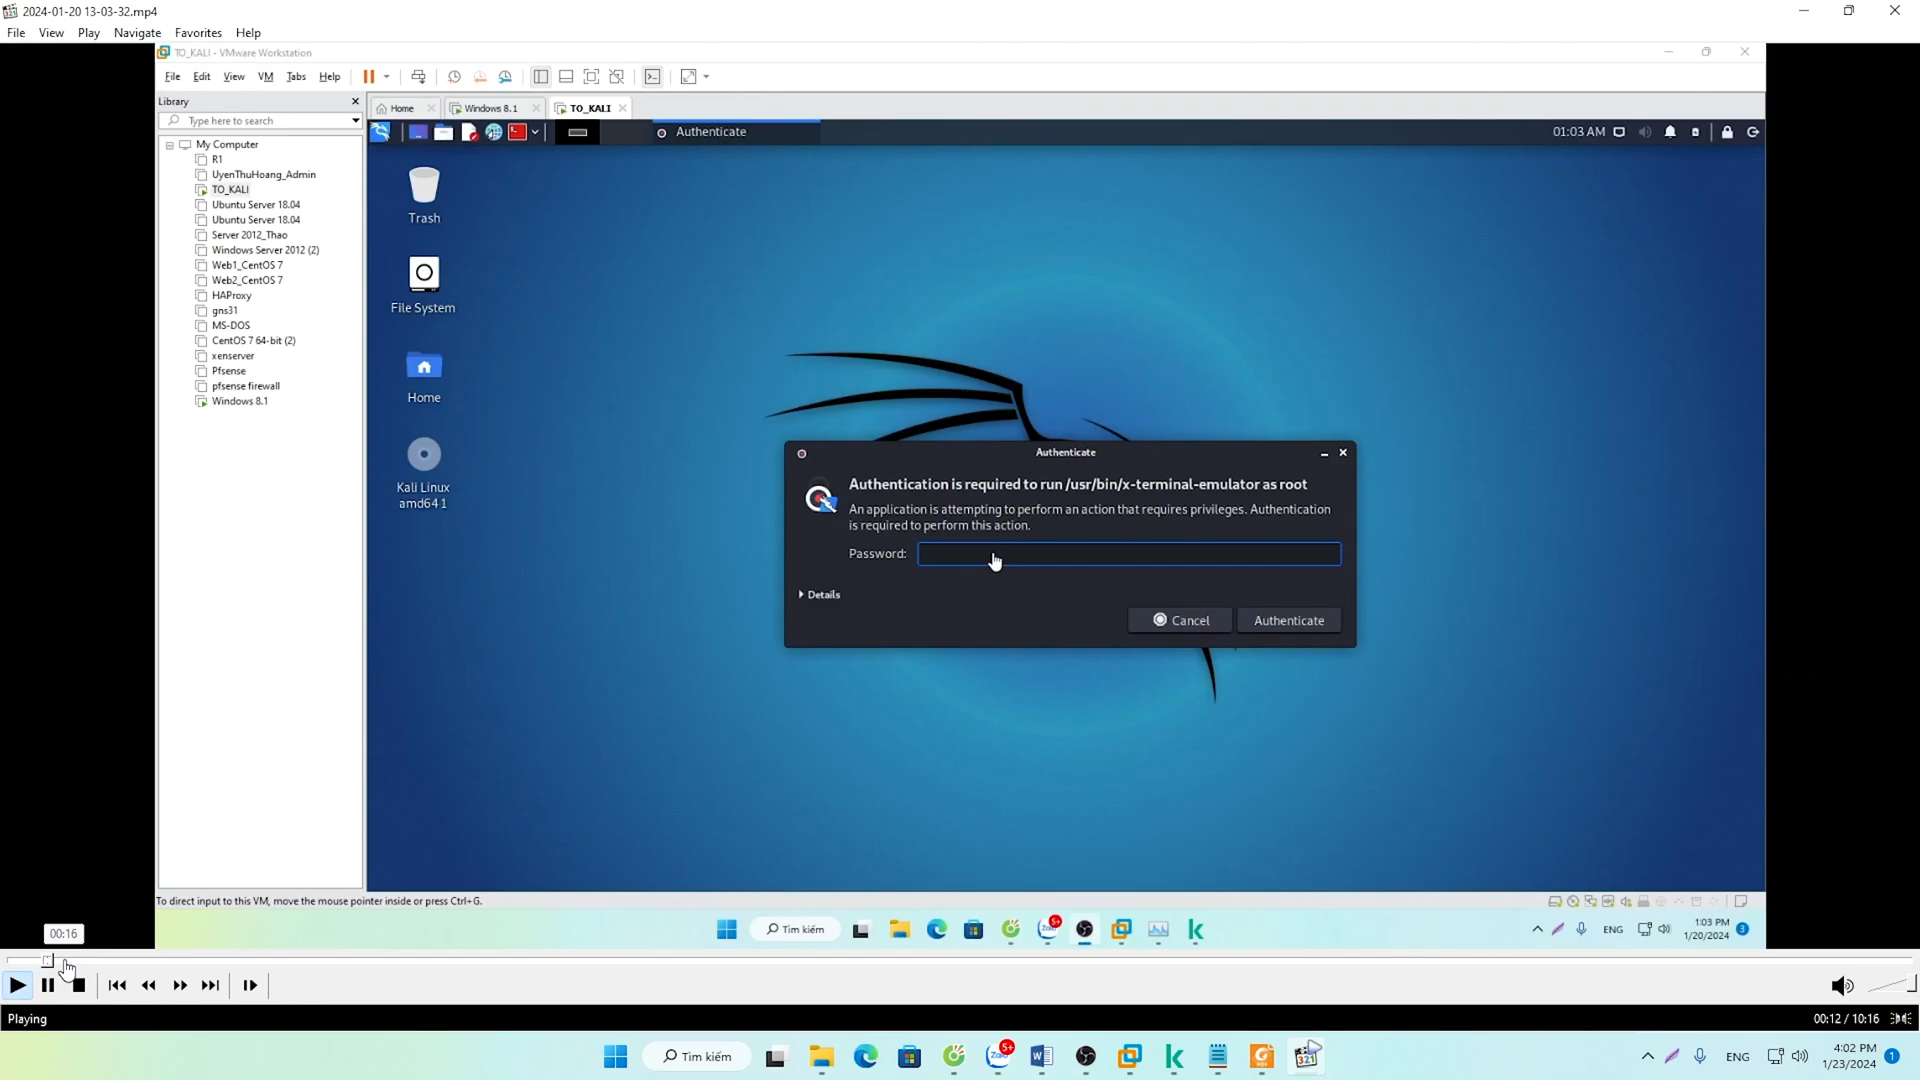 2024-01-20 13-03-32.mp4
File View Play Navigate Favorites Help
TO_KALI - VMware Workstation
File Edit View VM Tabs Help
Library
Type here to search
Home Windows 8.1 TO_KALI
Authenticate
01:03 AM
My Computer
R1
UyenThuHoang_Admin
TO_KALI
Ubuntu Server 18.04
Ubuntu Server 18.04
Server 2012_Thao
Windows Server 2012 (2)
Web1_CentOS 7
Web2_CentOS 7
HAProxy
gns31
MS-DOS
CentOS 7 64-bit (2)
xenserver
Pfsense
pfsense firewall
Windows 8.1
Trash
File System
Home
Kali Linux
amd64 1
Authenticate
Authentication is required to run /usr/bin/x-terminal-emulator as root
An application is attempting to perform an action that requires privileges. Authentication
is required to perform this action.
Password:
Details
Cancel Authenticate
To direct input to this VM, move the mouse pointer inside or press Ctrl+G.
Tìm kiếm
Zalo 5+
k
ENG
1:03 PM
1/20/2024
3
00:16
Playing
00:12 / 10:16
Tìm kiếm
Zalo 5+
W
k
321
ENG
4:02 PM
1/23/2024
1